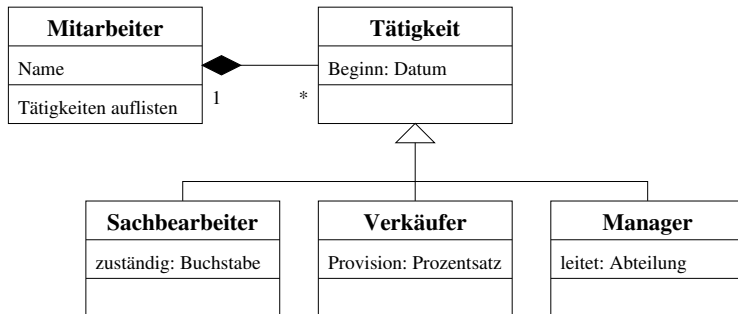 Mitarbeiter
Name
Tätigkeiten auflisten
1
*
Tätigkeit
Beginn: Datum
Sachbearbeiter
zuständig: Buchstabe
Verkäufer
Provision: Prozentsatz
Manager
leitet: Abteilung